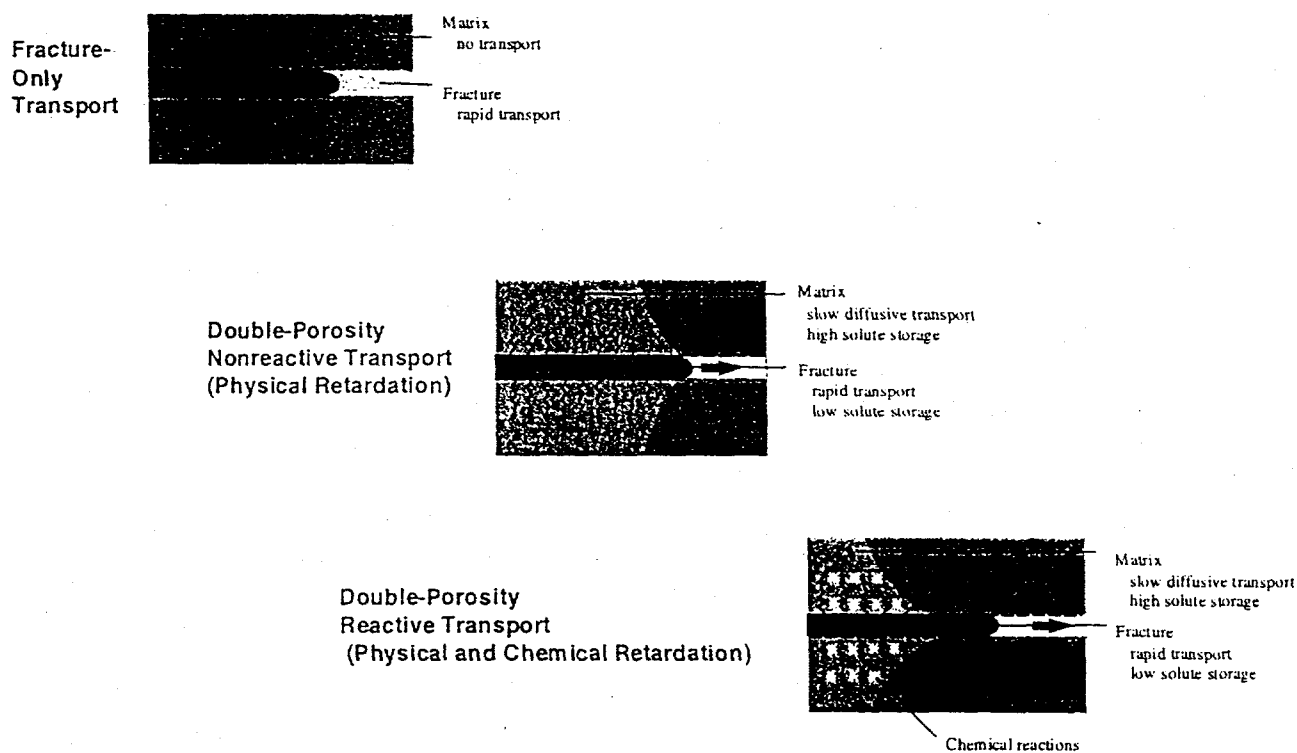 Fracture-
Only
Transport
Matrix
no transport
Fracture
rapid transport
Double-Porosity
Nonreactive Transport
(Physical Retardation)
Matrix
slow diffusive transport
high solute storage
Fracture
rapid transport
low solute storage
Double-Porosity
Reactive Transport
(Physical and Chemical Retardation)
Matrix
slow diffusive transport
high solute storage
Fracture
rapid transport
low solute storage
Chemical reactions